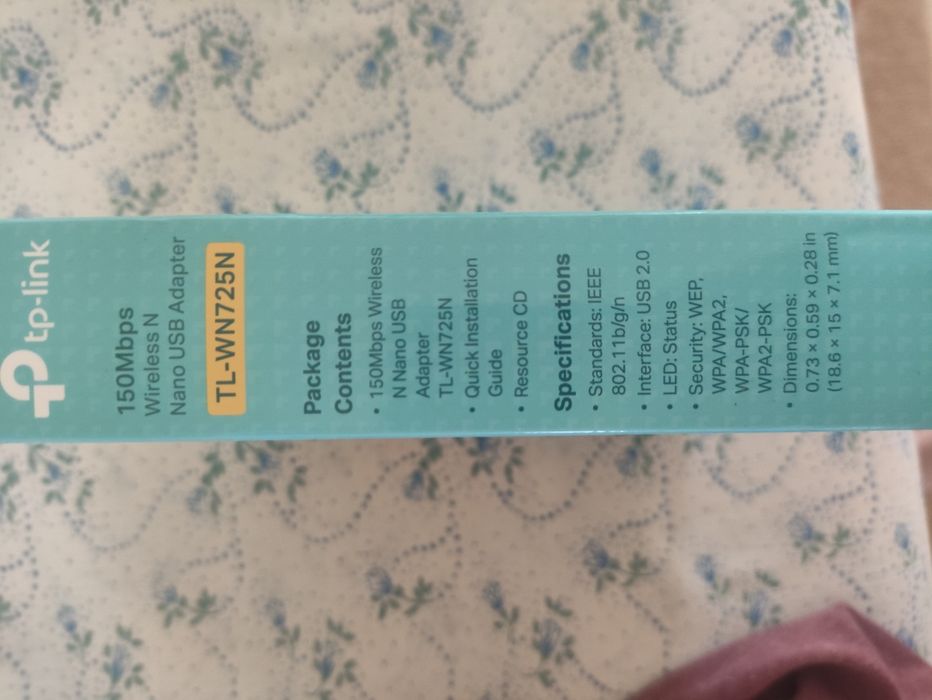 tp-link
150Mbps
Wireless N
Nano USB Adapter
TL-WN725N
Package
Contents
• 150Mbps Wireless
N Nano USB
Adapter
TL-WN725N
• Quick Installation
Guide
• Resource CD
Specifications
• Standards: IEEE
802.11b/g/n
• Interface: USB 2.0
• LED: Status
• Security: WEP,
WPA/WPA2,
WPA-PSK/
WPA2-PSK
• Dimensions:
0.73 × 0.59 × 0.28 in
(18.6 × 15 × 7.1 mm)